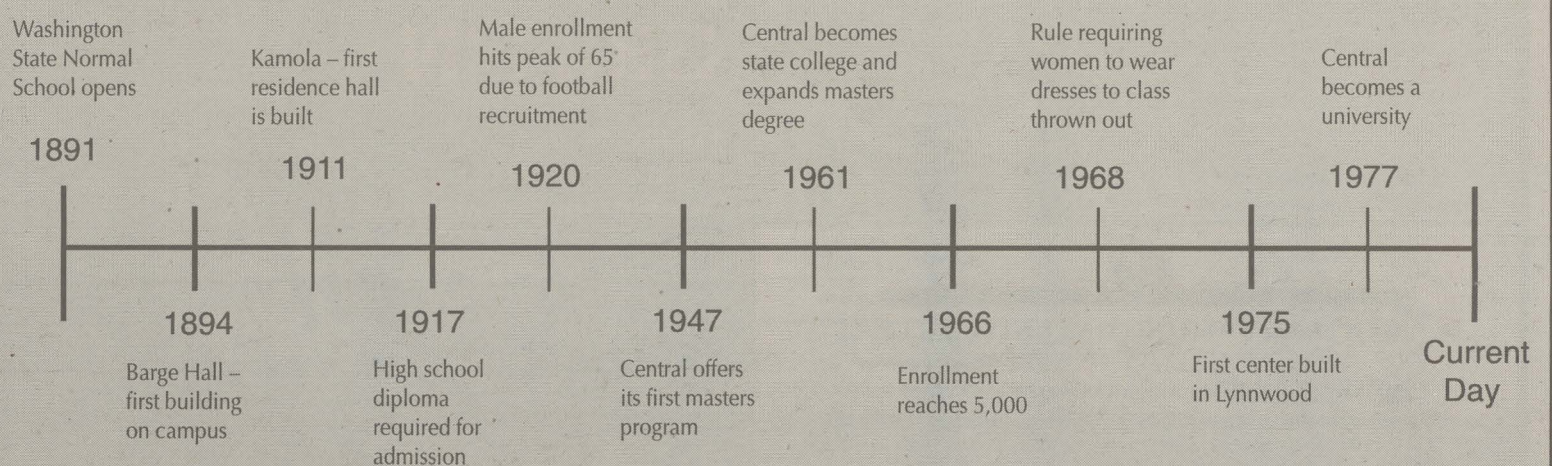 Washington
State Normal
School opens
1891
1894
Barge Hall –
first building
on campus
Kamola – first
residence hall
is built
1911
1917
High school
diploma
required for
admission
Male enrollment
hits peak of 65
due to football
recruitment
1920
1947
Central offers
its first masters
program
Central becomes
state college and
expands masters
degree
1961
1966
Enrollment
reaches 5,000
Rule requiring
women to wear
dresses to class
thrown out
1968
1975
First center built
in Lynnwood
Central
becomes a
university
1977
Current
Day